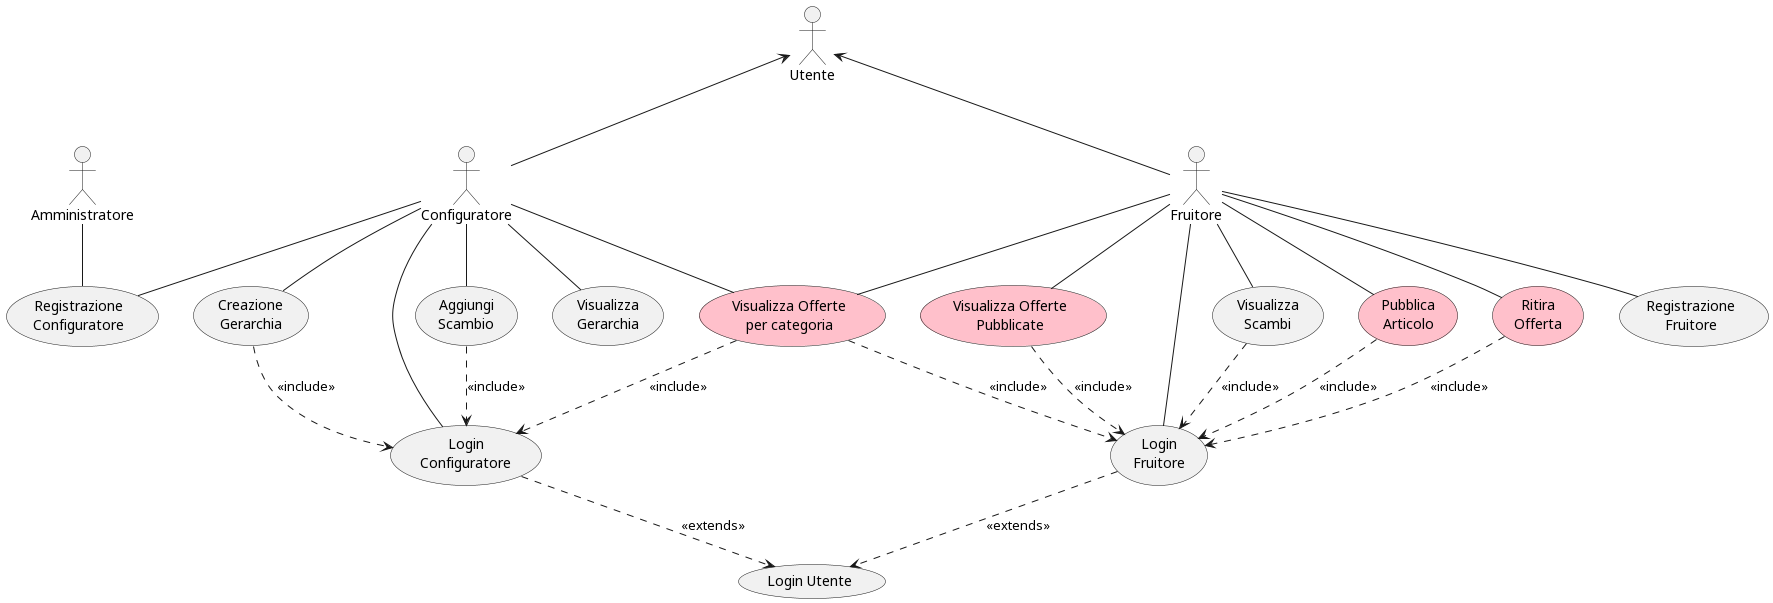 Utente
Amministratore
Configuratore
Fruitore
Registrazione
Configuratore
Creazione
Gerarchia
Aggiungi
Scambio
Visualizza
Gerarchia
Visualizza Offerte
per categoria
Visualizza Offerte
Pubblicate
Visualizza
Scambi
Pubblica
Articolo
Ritira
Offerta
Registrazione
Fruitore
«include»
«include»
«include»
«include»
«include»
«include»
«include»
«include»
Login
Configuratore
Login
Fruitore
«extends»
«extends»
Login Utente